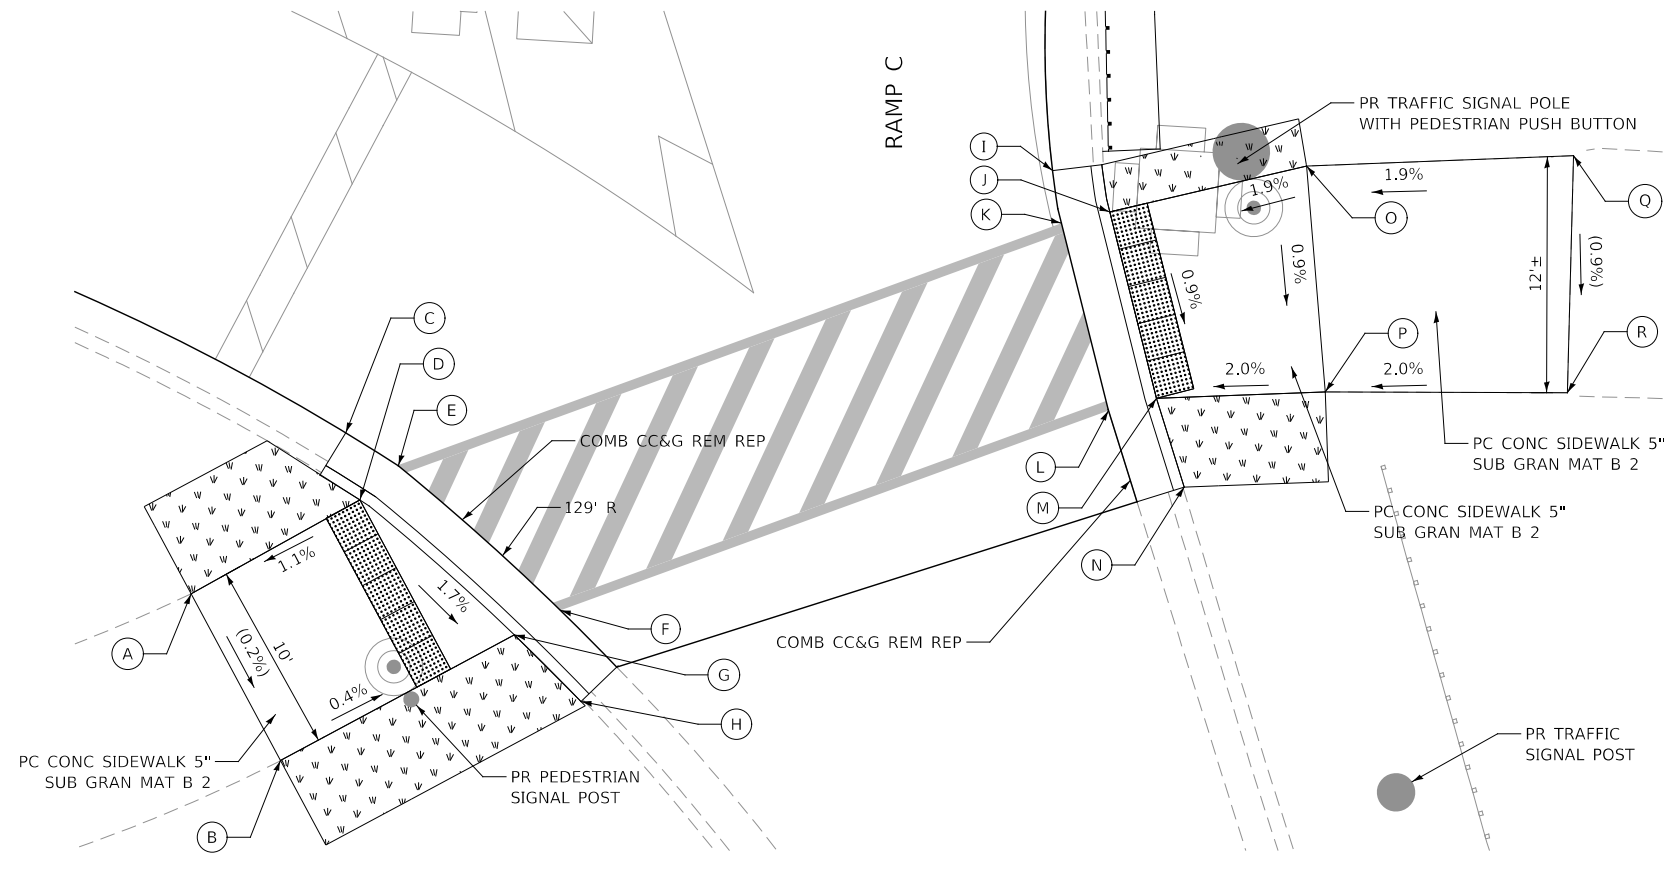 RAMP C
PR TRAFFIC SIGNAL POLE
WITH PEDESTRIAN PUSH BUTTON
I
J
K
1.9%
1.9%
O
Q
0.9%
0.9%
12'±
(0.9%)
C
D
E
P
R
2.0%
2.0%
COMB CC&G REM REP
129' R
L
M
N
PC CONC SIDEWALK 5"
SUB GRAN MAT B 2
PC CONC SIDEWALK 5"
SUB GRAN MAT B 2
1.1%
1.7%
A
(0.2%)
10'
0.4%
F
G
H
COMB CC&G REM REP
PC CONC SIDEWALK 5"
SUB GRAN MAT B 2
B
PR PEDESTRIAN
SIGNAL POST
PR TRAFFIC
SIGNAL POST